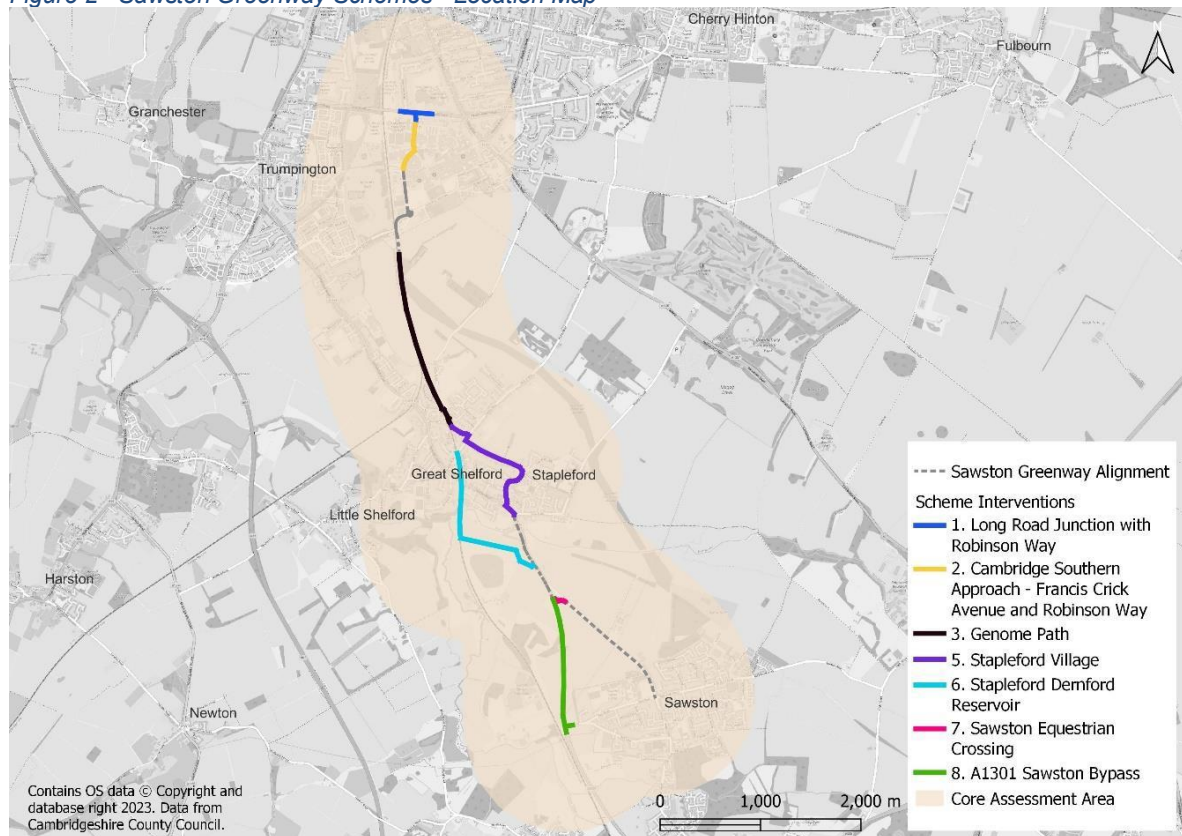 Figure 2 - Sawston Greenway Schemes - Location Map
Cherry Hinton
Fulbourn
Granchester
Trumpington
Great Shelford
Stapleford
Little Shelford
Harston
Newton
Sawston
Sawston Greenway Alignment
Scheme Interventions
1. Long Road Junction with
Robinson Way
2. Cambridge Southern
Approach - Francis Crick
Avenue and Robinson Way
3. Genome Path
5. Stapleford Village
6. Stapleford Dernford
Reservoir
7. Sawston Equestrian
Crossing
8. A1301 Sawston Bypass
Core Assessment Area
Contains OS data © Copyright and
database right 2023. Data from
Cambridgeshire County Council.
0 1,000 2,000 m